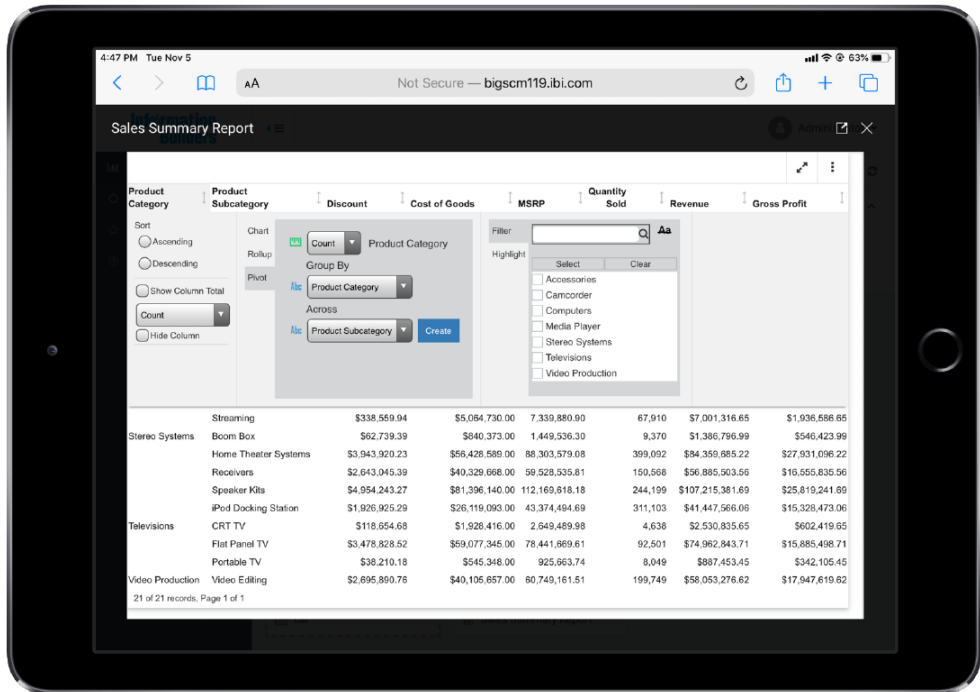 4:47 PM Tue Nov 5 63%
AA Not Secure — bigscm119.ibi.com
Information
Builders
Sales Summary Report
Product Category Product Subcategory Discount Cost of Goods MSRP Quantity Sold Revenue Gross Profit
Sort
Ascending
Descending
Show Column Total
Count
Hide Column
Chart
Rollup
Pivot
Count Product Category
Group By
Abc Product Category
Across
Abc Product Subcategory Create
Filter Aa
Highlight
Select Clear
Accessories
Camcorder
Computers
Media Player
Stereo Systems
Televisions
Video Production
Streaming $338,559.94 $5,064,730.00 7,339,880.90 67,910 $7,001,316.65 $1,936,586.65
Stereo Systems Boom Box $62,739.39 $840,373.00 1,449,536.30 9,370 $1,386,796.99 $546,423.99
Home Theater Systems $3,943,920.23 $56,428,589.00 88,303,579.08 399,092 $84,359,685.22 $27,931,096.22
Receivers $2,643,045.39 $40,329,668.00 59,528,535.81 150,568 $56,885,503.56 $16,555,835.56
Speaker Kits $4,954,243.27 $81,396,140.00 112,169,618.18 244,199 $107,215,381.69 $25,819,241.69
iPod Docking Station $1,926,925.29 $26,119,093.00 43,374,494.69 311,103 $41,447,566.06 $15,328,473.06
Televisions CRT TV $118,654.68 $1,928,416.00 2,649,489.98 4,638 $2,530,835.65 $602,419.65
Flat Panel TV $3,478,828.52 $59,077,345.00 78,441,669.61 92,501 $74,962,843.71 $15,885,498.71
Portable TV $38,210.18 $545,348.00 925,663.74 8,049 $887,453.45 $342,105.45
Video Production Video Editing $2,695,890.76 $40,105,657.00 60,749,161.51 199,749 $58,053,276.62 $17,947,619.62
21 of 21 records, Page 1 of 1